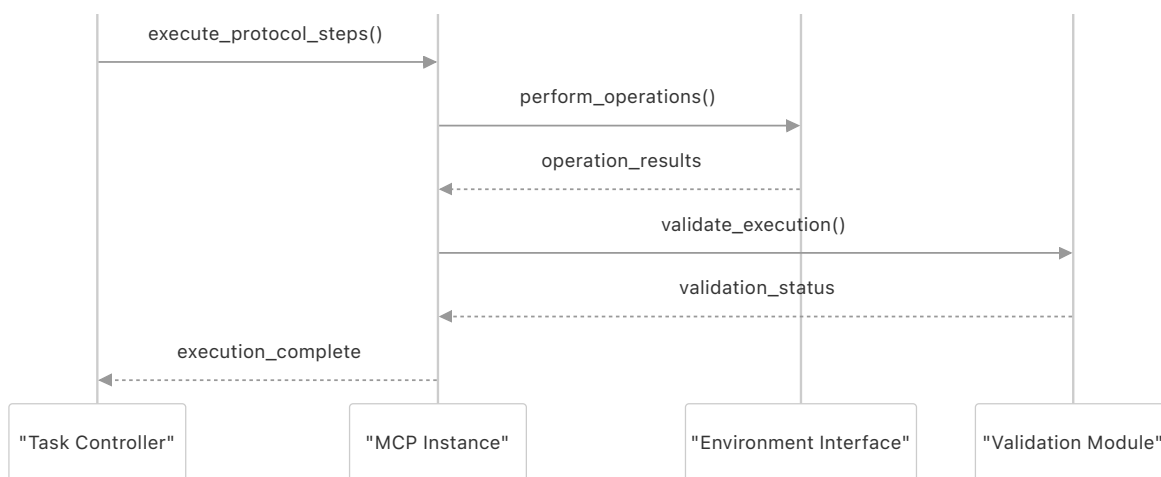 execute_protocol_steps()
perform_operations()
operation_results
validate_execution()
validation_status
execution_complete
"Task Controller"
"MCP Instance"
"Environment Interface"
"Validation Module"